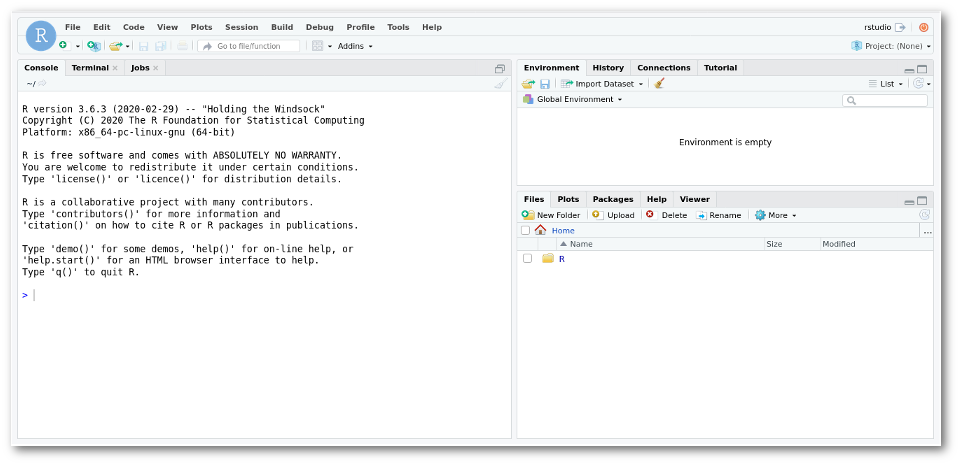 R
File Edit Code View Plots Session Build Debug Profile Tools Help
rstudio
Go to file/function
Addins
Project: (None)
Console Terminal Jobs
~/
R version 3.6.3 (2020-02-29) -- "Holding the Windsock"
Copyright (C) 2020 The R Foundation for Statistical Computing
Platform: x86_64-pc-linux-gnu (64-bit)
R is free software and comes with ABSOLUTELY NO WARRANTY.
You are welcome to redistribute it under certain conditions.
Type 'license()' or 'licence()' for distribution details.
R is a collaborative project with many contributors.
Type 'contributors()' for more information and
'citation()' on how to cite R or R packages in publications.
Type 'demo()' for some demos, 'help()' for on-line help, or
'help.start()' for an HTML browser interface to help.
Type 'q()' to quit R.
>
Environment History Connections Tutorial
Import Dataset
List
Global Environment
Environment is empty
Files Plots Packages Help Viewer
New Folder Upload Delete Rename More
Home
...
Name Size Modified
R